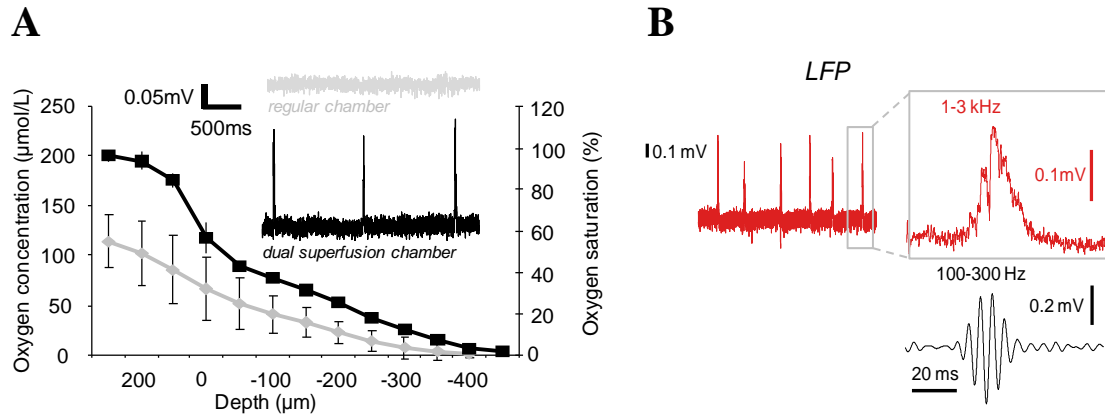 A
B
Oxygen concentration (µmol/L)
250
200
150
100
50
0
0.05mV
500ms
regular chamber
dual superfusion chamber
120
100
80
60
40
20
0
Oxygen saturation (%)
200
0
-100
-200
-300
-400
Depth (µm)
LFP
0.1 mV
1-3 kHz
0.1mV
100-300 Hz
0.2 mV
20 ms